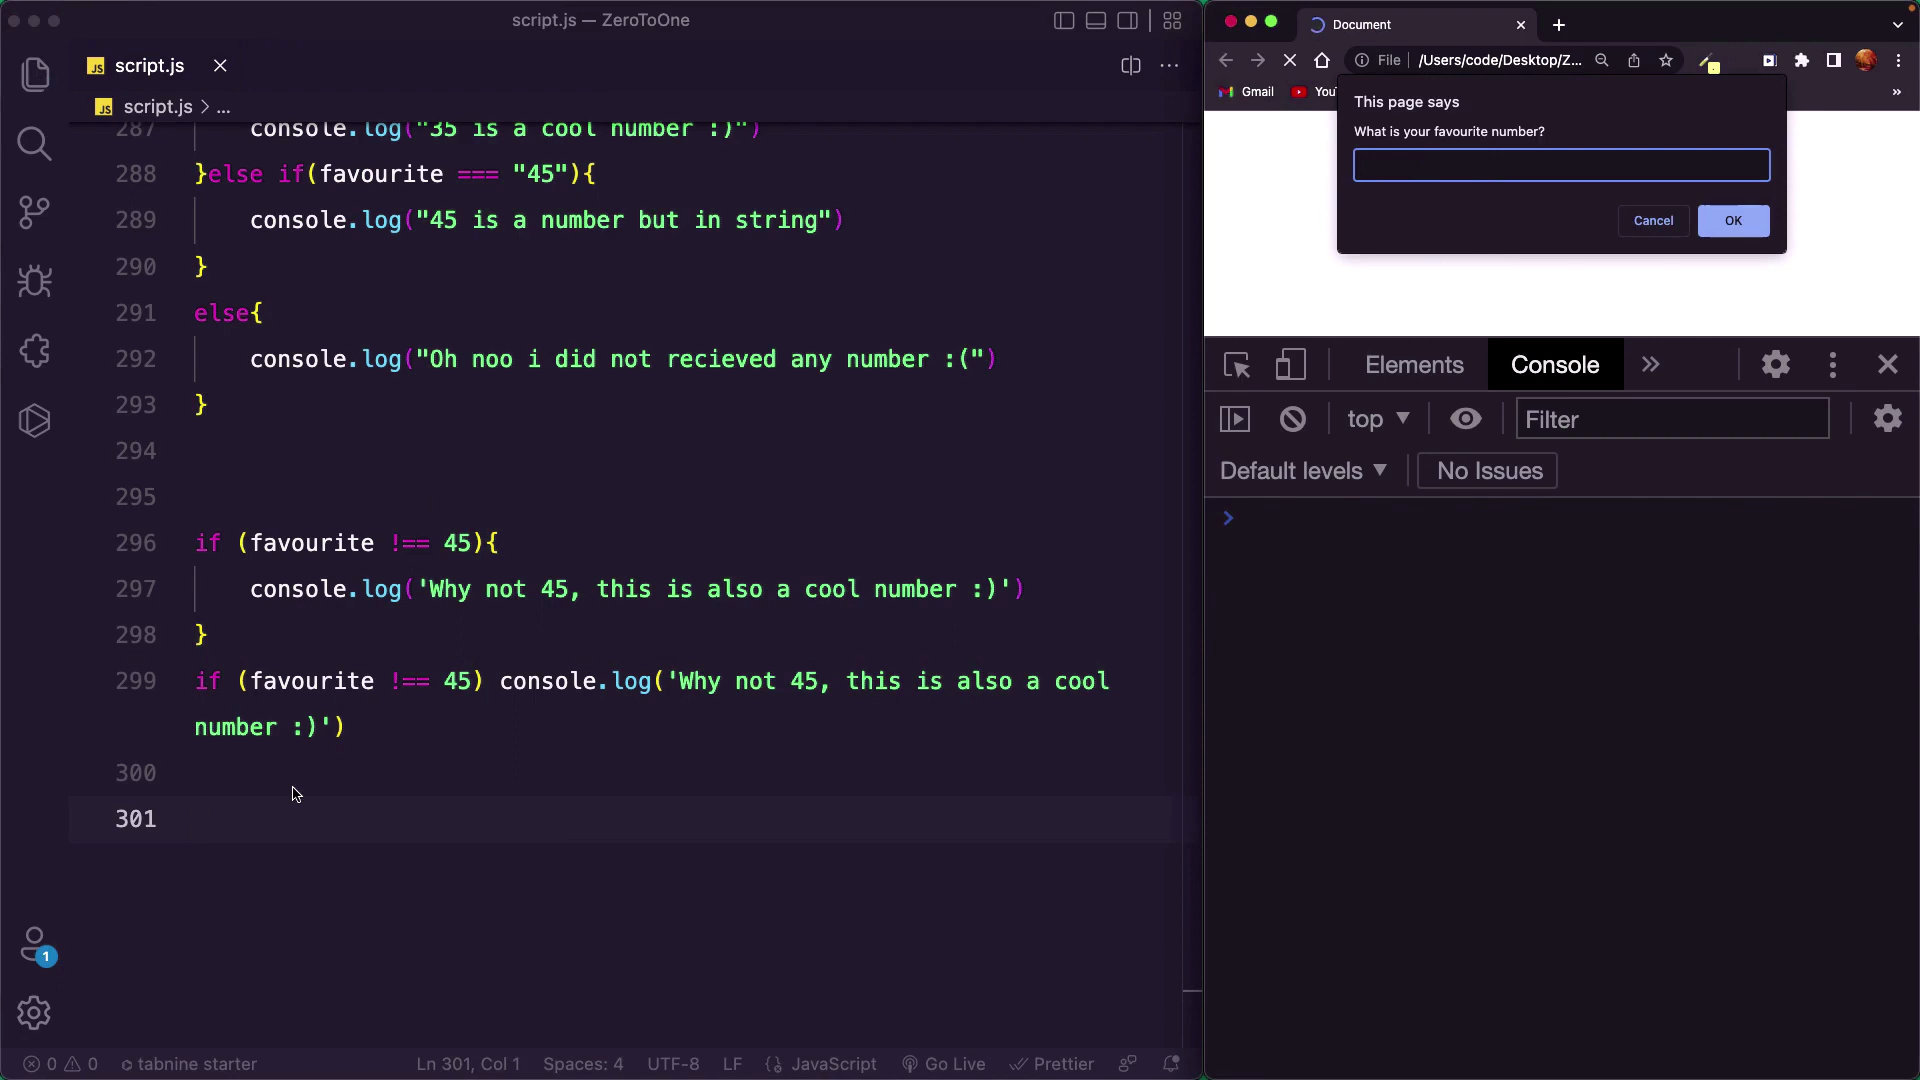 script.js — ZeroToOne
script.js
script.js > ...
287 console.log("35 is a cool number :)")
288 }else if(favourite === "45"){
289 console.log("45 is a number but in string")
290 }
291 else{
292 console.log("Oh noo i did not recieved any number :(")
293 }
294
295
296 if (favourite !== 45){
297 console.log('Why not 45, this is also a cool number :)')
298 }
299 if (favourite !== 45) console.log('Why not 45, this is also a cool
number :)')
300
301
1
0 0 tabnine starter Ln 301, Col 1 Spaces: 4 UTF-8 LF JavaScript Go Live Prettier
Document
File /Users/code/Desktop/Z...
Gmail You
This page says
What is your favourite number?
Cancel OK
Elements Console
top Filter
Default levels No Issues